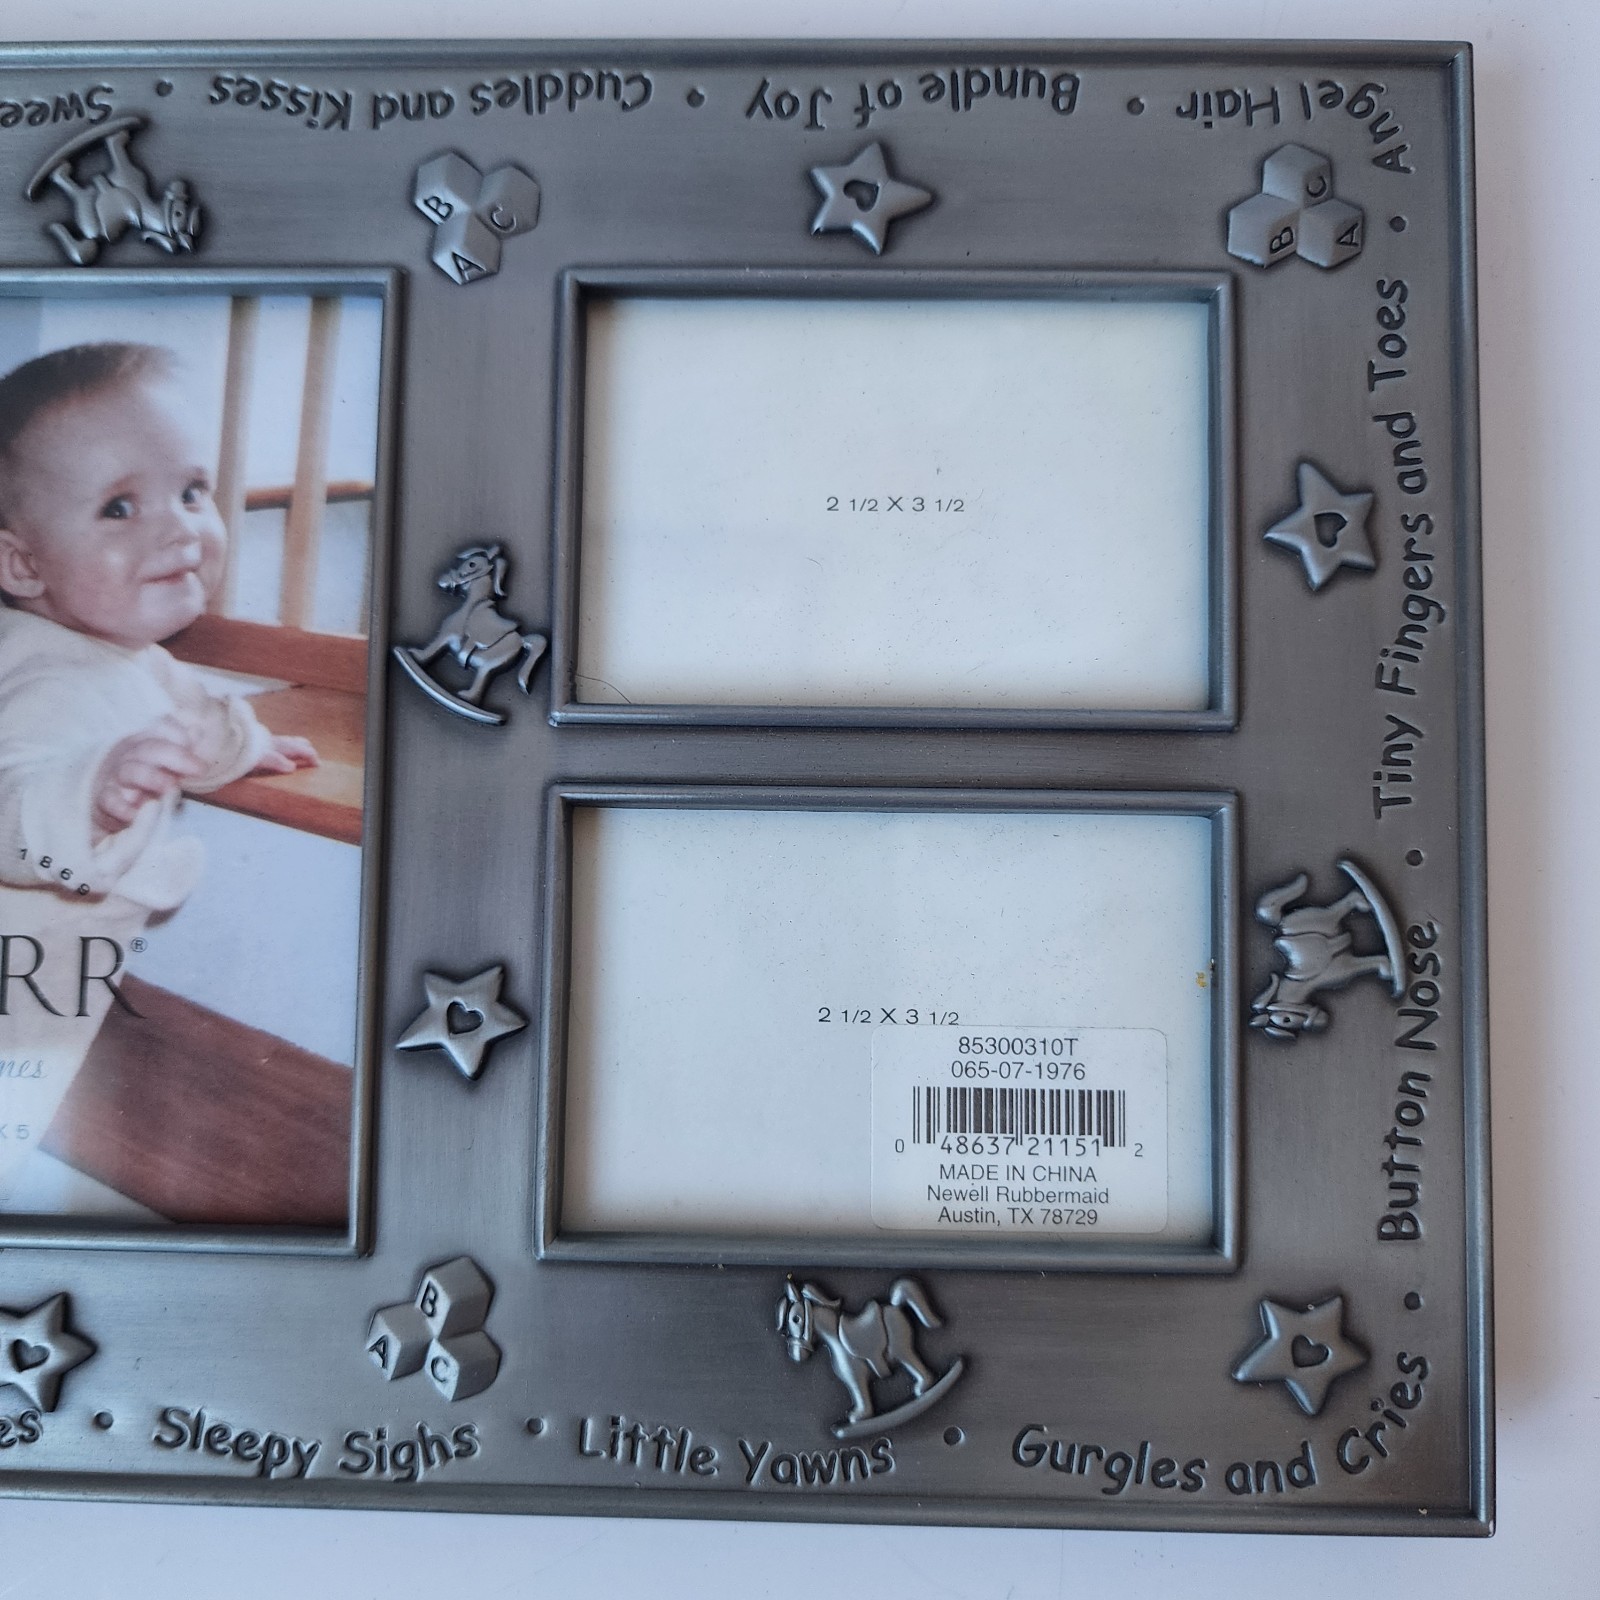 Swee • Cuddles and Kisses • Bundle of Joy • Angel Hair •
Tiny Fingers and Toes •
Button Nose •
Gurgles and Cries
• Little Yawns •
• Sleepy Sighs
es
B
C
A
C
B
A
B
A
C
2 1/2 X 3 1/2
2 1/2 X 3 1/2
85300310T
065-07-1976
0 48637 21151 2
MADE IN CHINA
Newell Rubbermaid
Austin, TX 78729
1869
RR®
mes
X 5